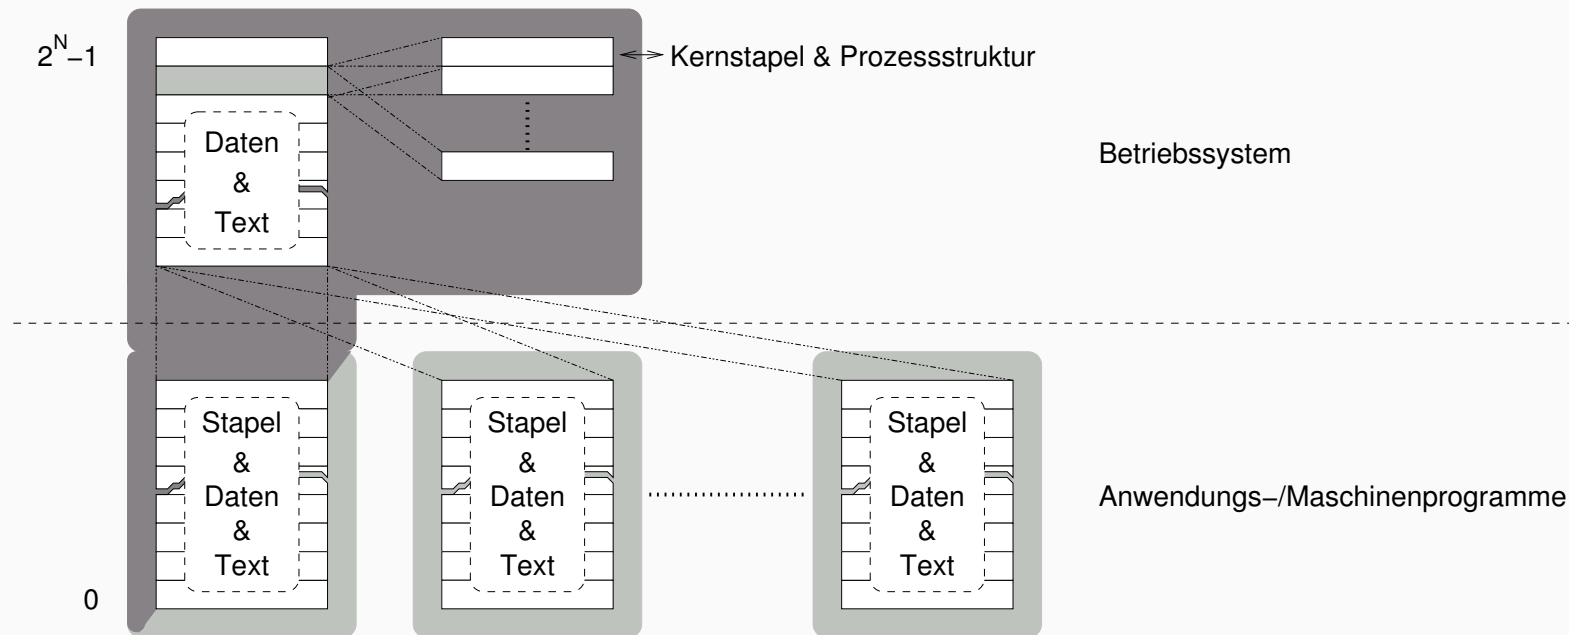 2^N–1
Kernstapel & Prozessstruktur
Daten
&
Text
Betriebssystem
Stapel
&
Daten
&
Text
Stapel
&
Daten
&
Text
Stapel
&
Daten
&
Text
Anwendungs–/Maschinenprogramme
0